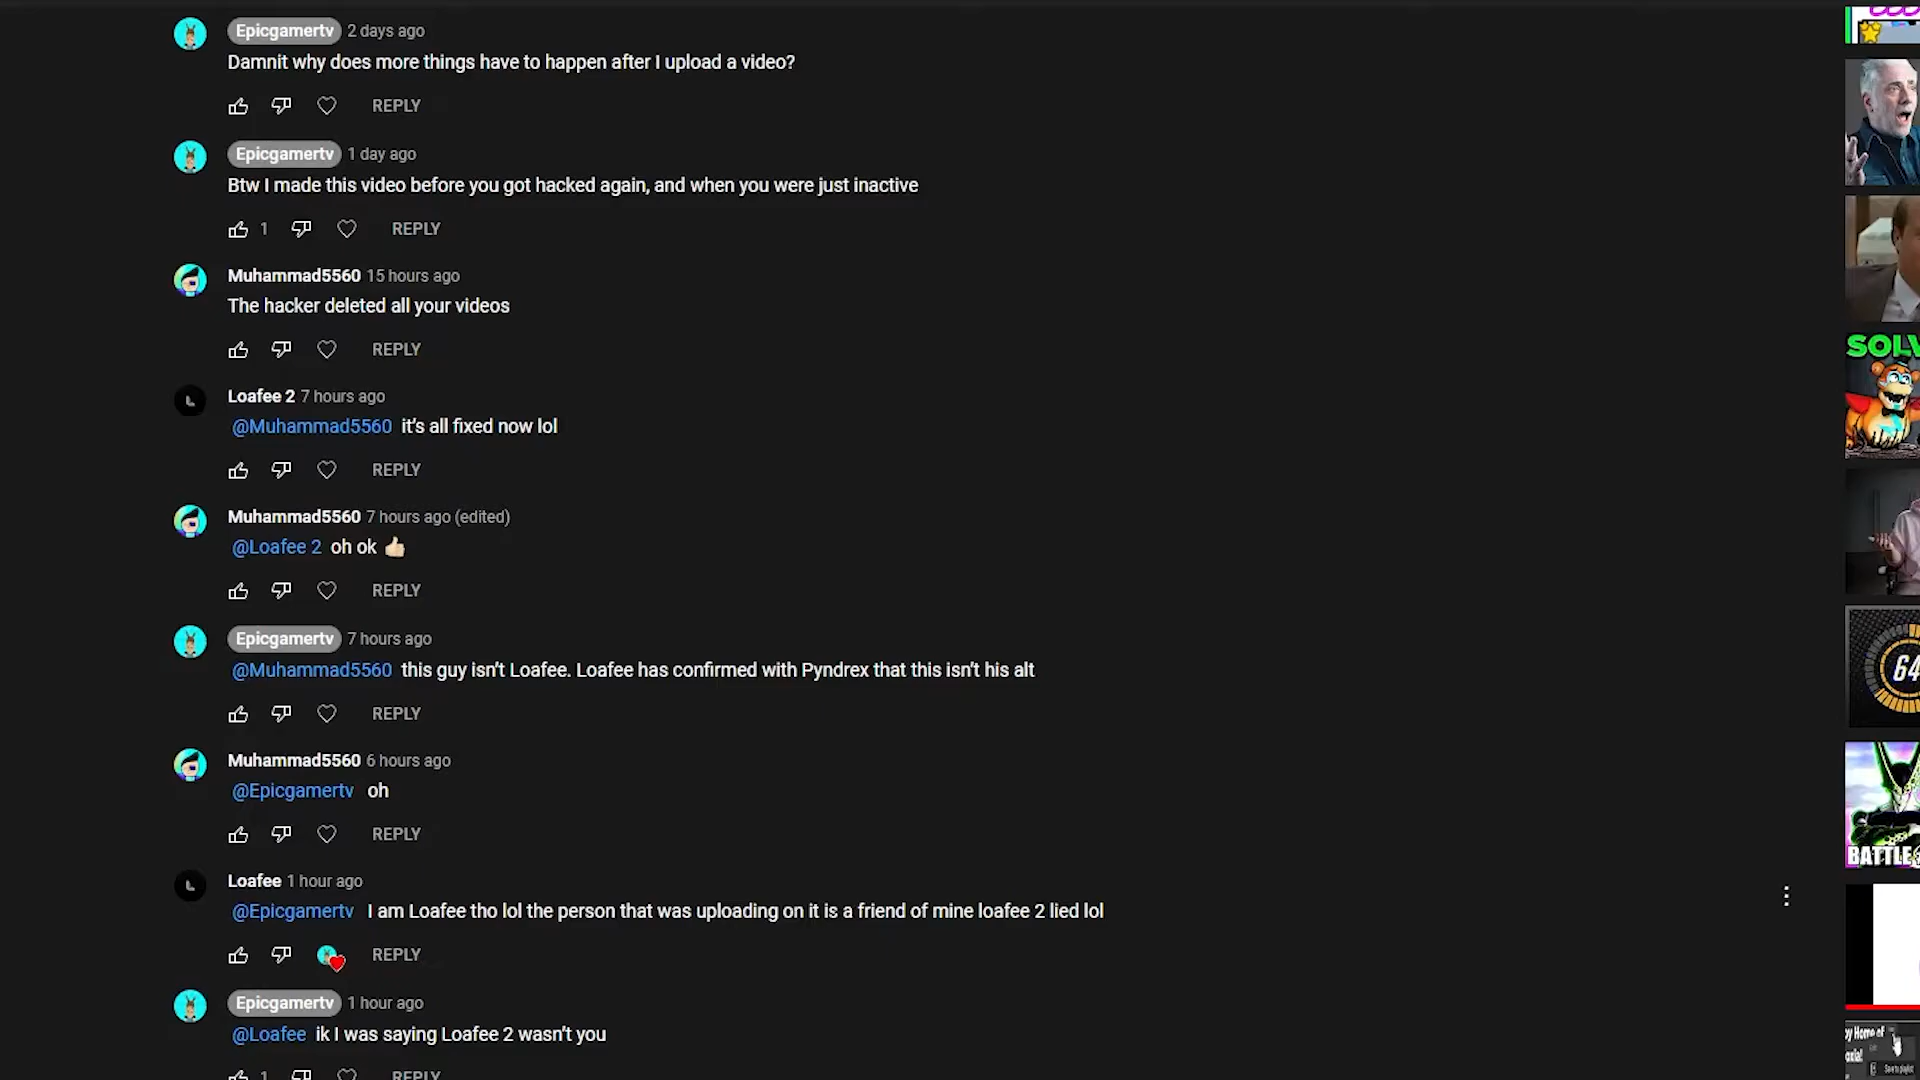 Epicgamertv 2 days ago
Damnit why does more things have to happen after I upload a video?
REPLY
Epicgamertv 1 day ago
Btw I made this video before you got hacked again, and when you were just inactive
1 REPLY
Muhammad5560 15 hours ago
The hacker deleted all your videos
REPLY
SOLV
L
Loafee 2 7 hours ago
@Muhammad5560 it's all fixed now lol
REPLY
Muhammad5560 7 hours ago (edited)
@Loafee 2 oh ok 👍🏻
REPLY
Epicgamertv 7 hours ago
@Muhammad5560 this guy isn't Loafee. Loafee has confirmed with Pyndrex that this isn't his alt
64
REPLY
Muhammad5560 6 hours ago
@Epicgamertv oh
REPLY
BATTLE
L
Loafee 1 hour ago
@Epicgamertv I am Loafee tho lol the person that was uploading on it is a friend of mine loafee 2 lied lol
REPLY
Epicgamertv 1 hour ago
@Loafee ik I was saying Loafee 2 wasn't you
Home of
1 REPLY
Save to playlist